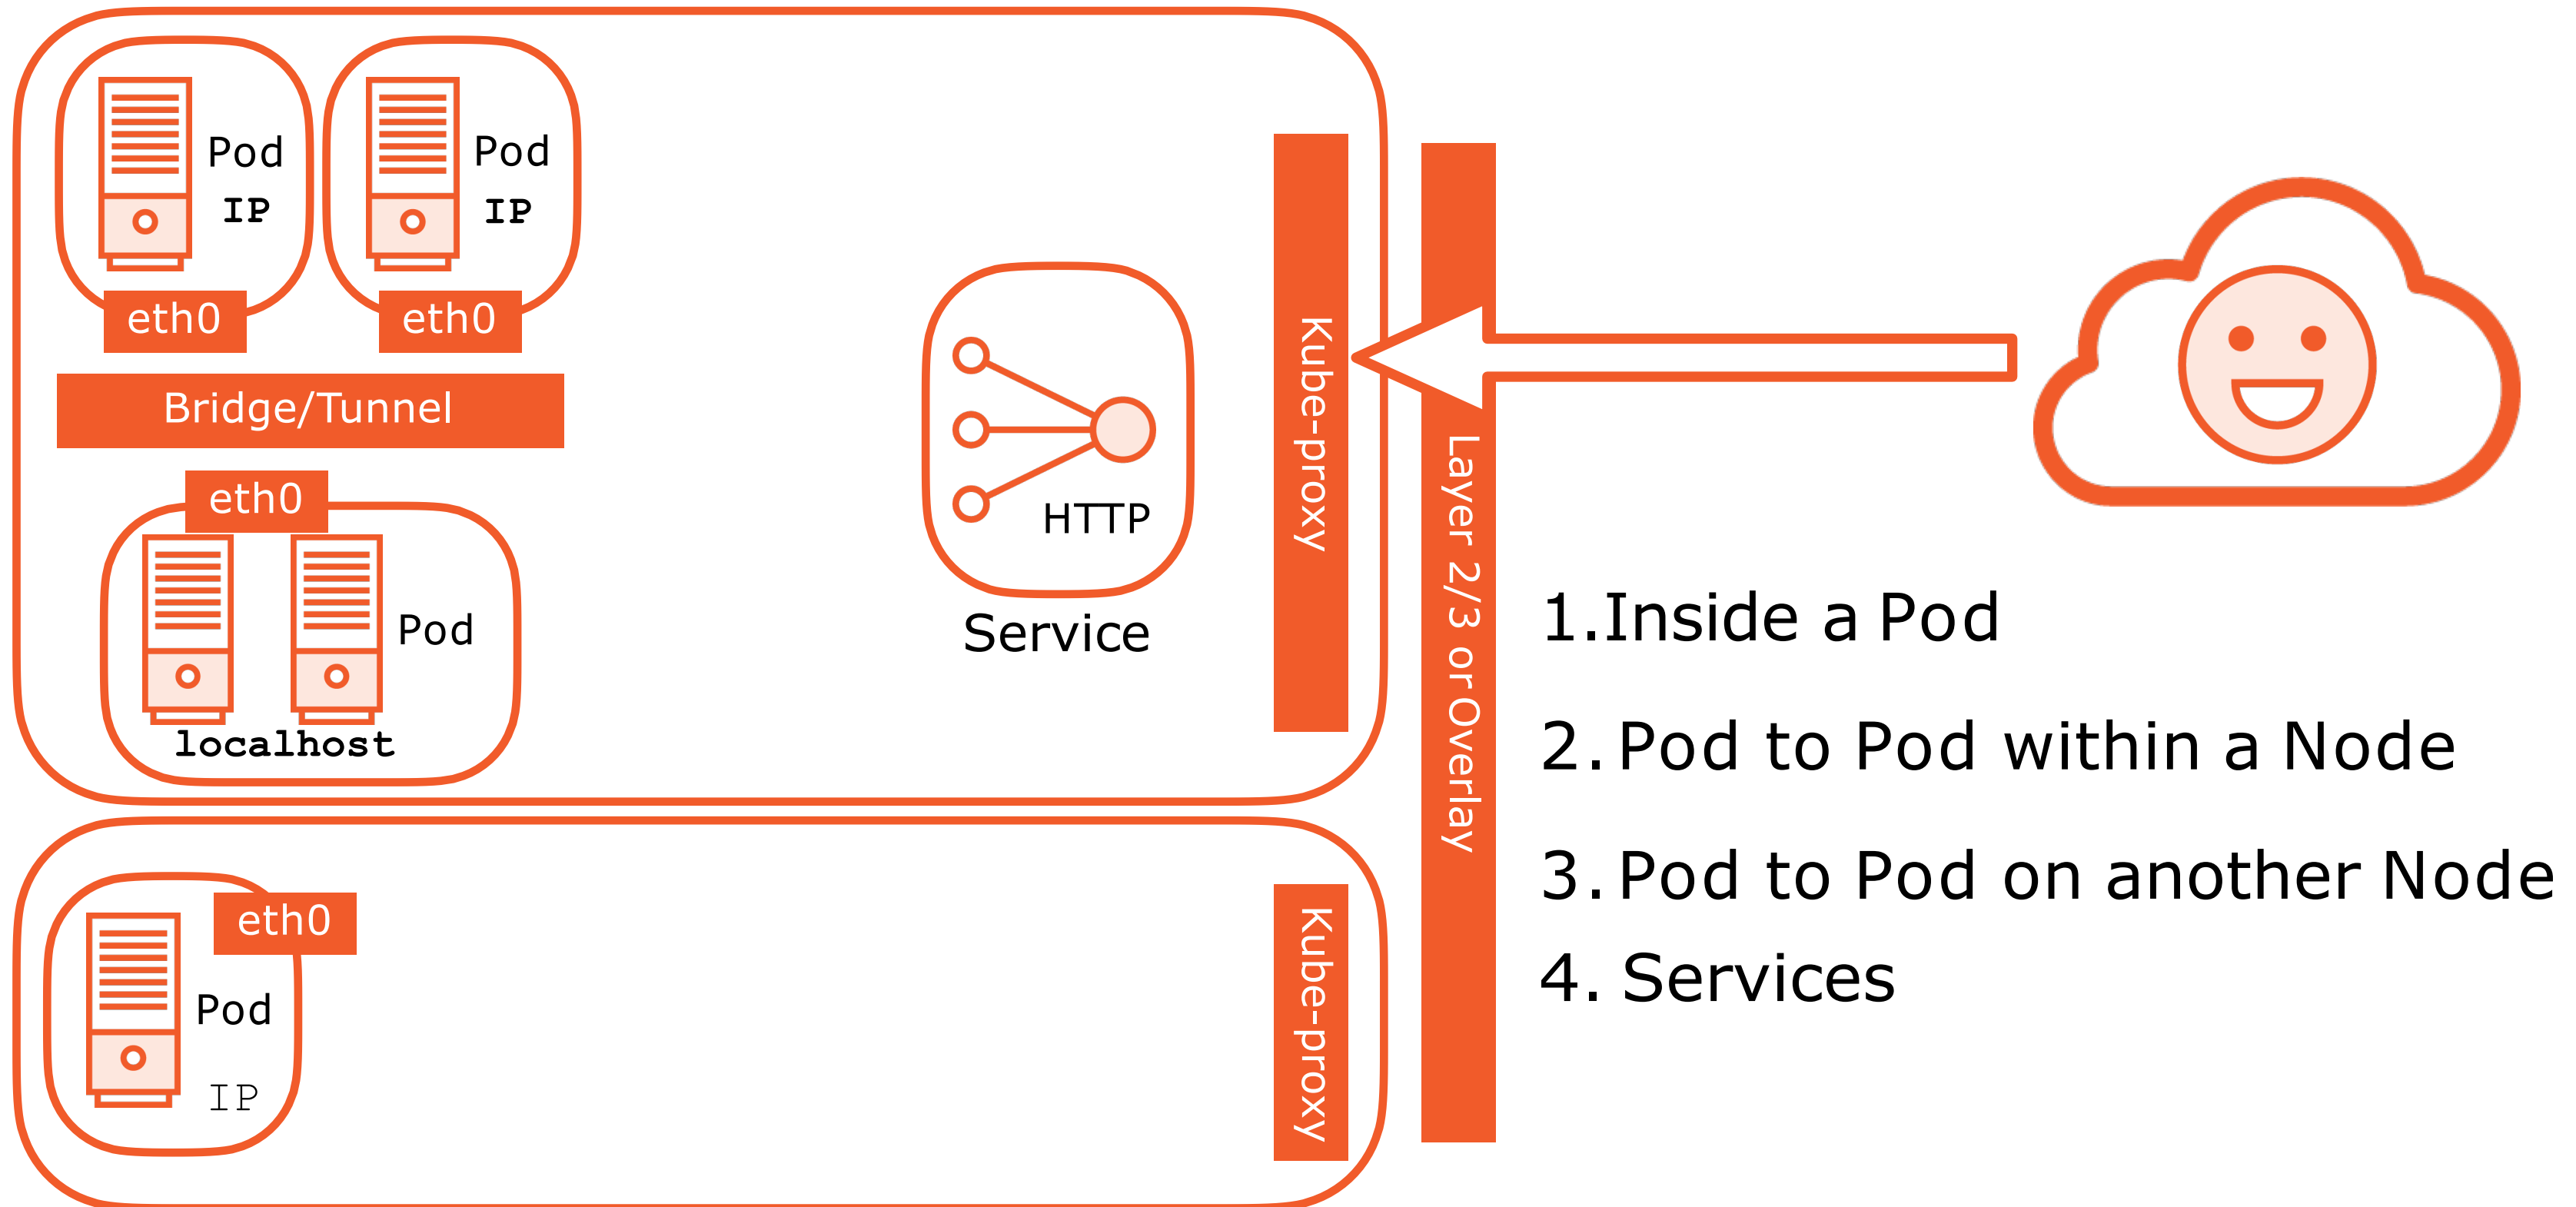 Pod
IP
Pod
IP
eth0
eth0
Bridge/Tunnel
eth0
Pod
localhost
HTTP
Service
Kube-proxy
Layer 2/3 or Overlay
eth0
Pod
IP
Kube-proxy
1.Inside a Pod
2. Pod to Pod within a Node
3. Pod to Pod on another Node
4. Services